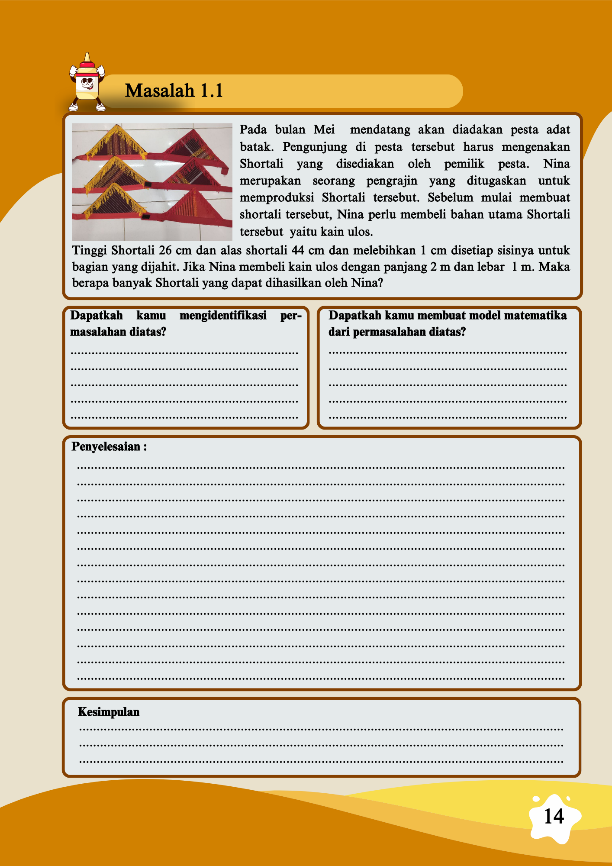 Masalah 1.1
Pada bulan Mei mendatang akan diadakan pesta adat
batak. Pengunjung di pesta tersebut harus mengenakan
Shortali yang disediakan oleh pemilik pesta. Nina
merupakan seorang pengrajin yang ditugaskan untuk
memproduksi Shortali tersebut. Sebelum mulai membuat
shortali tersebut, Nina perlu membeli bahan utama Shortali
tersebut yaitu kain ulos.
Tinggi Shortali 26 cm dan alas shortali 44 cm dan melebihkan 1 cm disetiap sisinya untuk
bagian yang dijahit. Jika Nina membeli kain ulos dengan panjang 2 m dan lebar 1 m. Maka
berapa banyak Shortali yang dapat dihasilkan oleh Nina?
Dapatkah kamu mengidentifikasi per-
masalahan diatas?
Dapatkah kamu membuat model matematika
dari permasalahan diatas?
Penyelesaian :
Kesimpulan
14